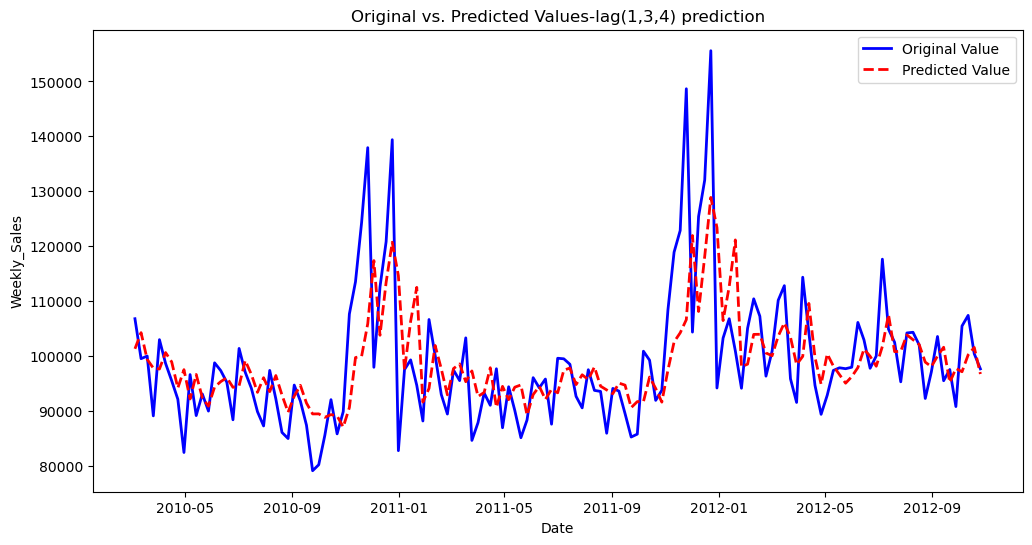 Original vs. Predicted Values-lag(1,3,4) prediction
Original Value
Predicted Value
Weekly_Sales
150000
140000
130000
120000
110000
100000
90000
80000
2010-05 2010-09 2011-01 2011-05 2011-09 2012-01 2012-05 2012-09
Date